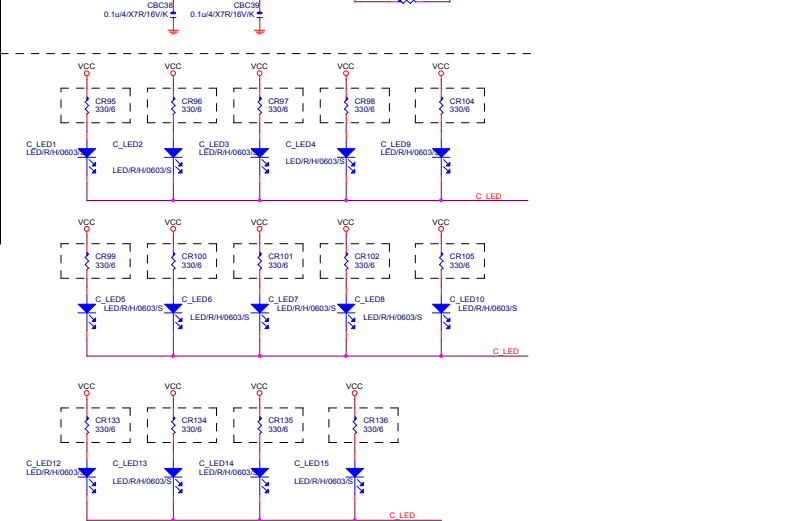 CBC38
0.1u/4/X7R/16V/K
CBC39
0.1u/4/X7R/16V/K
VCC
VCC
VCC
VCC
VCC
CR95
330/6
CR96
330/6
CR97
330/6
CR98
330/6
CR104
330/6
C_LED1
LED/R/H/0603/S
C_LED2
LED/R/H/0603/S
C_LED3
LED/R/H/0603/S
C_LED4
LED/R/H/0603/S
C_LED9
LED/R/H/0603/S
C_LED
VCC
VCC
VCC
VCC
VCC
CR99
330/6
CR100
330/6
CR101
330/6
CR102
330/6
CR105
330/6
C_LED5
LED/R/H/0603/S
C_LED6
LED/R/H/0603/S
C_LED7
LED/R/H/0603/S
C_LED8
LED/R/H/0603/S
C_LED10
LED/R/H/0603/S
C_LED
VCC
VCC
VCC
VCC
CR133
330/6
CR134
330/6
CR135
330/6
CR136
330/6
C_LED12
LED/R/H/0603/S
C_LED13
LED/R/H/0603/S
C_LED14
LED/R/H/0603/S
C_LED15
LED/R/H/0603/S
C_LED